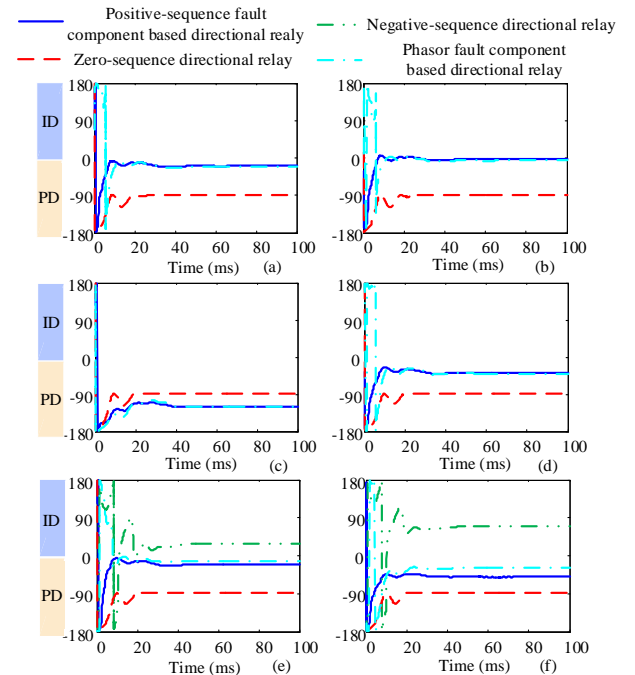 Positive-sequence fault
component based directional realy
Negative-sequence directional relay
Zero-sequence directional relay
Phasor fault component
based directional relay
ID
PD
180
90
0
-90
-180
0 20 40 60 80 100
Time (ms) (a)
180
90
0
-90
-180
0 20 40 60 80 100
Time (ms) (b)
ID
PD
180
90
0
-90
-180
0 20 40 60 80 100
Time (ms) (c)
180
90
0
-90
-180
0 20 40 60 80 100
Time (ms) (d)
ID
PD
180
90
0
-90
-180
0 20 40 60 80 100
Time (ms) (e)
180
90
0
-90
-180
0 20 40 60 80 100
Time (ms) (f)